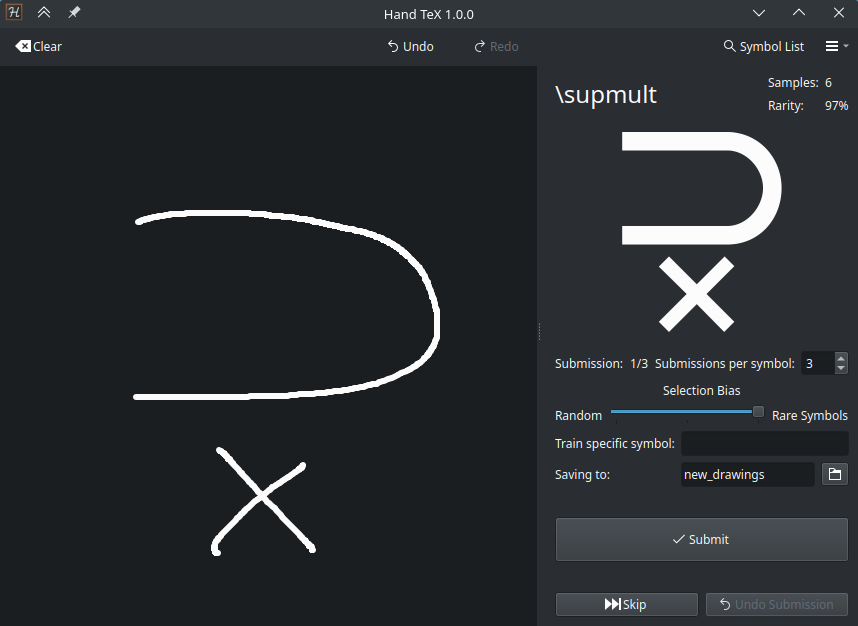 Hand TeX 1.0.0
Clear Undo Redo Symbol List
\supmult
Samples: 6
Rarity: 97%
Submission: 1/3 Submissions per symbol: 3
Selection Bias
Random Rare Symbols
Train specific symbol:
Saving to: new_drawings
Submit
Skip Undo Submission